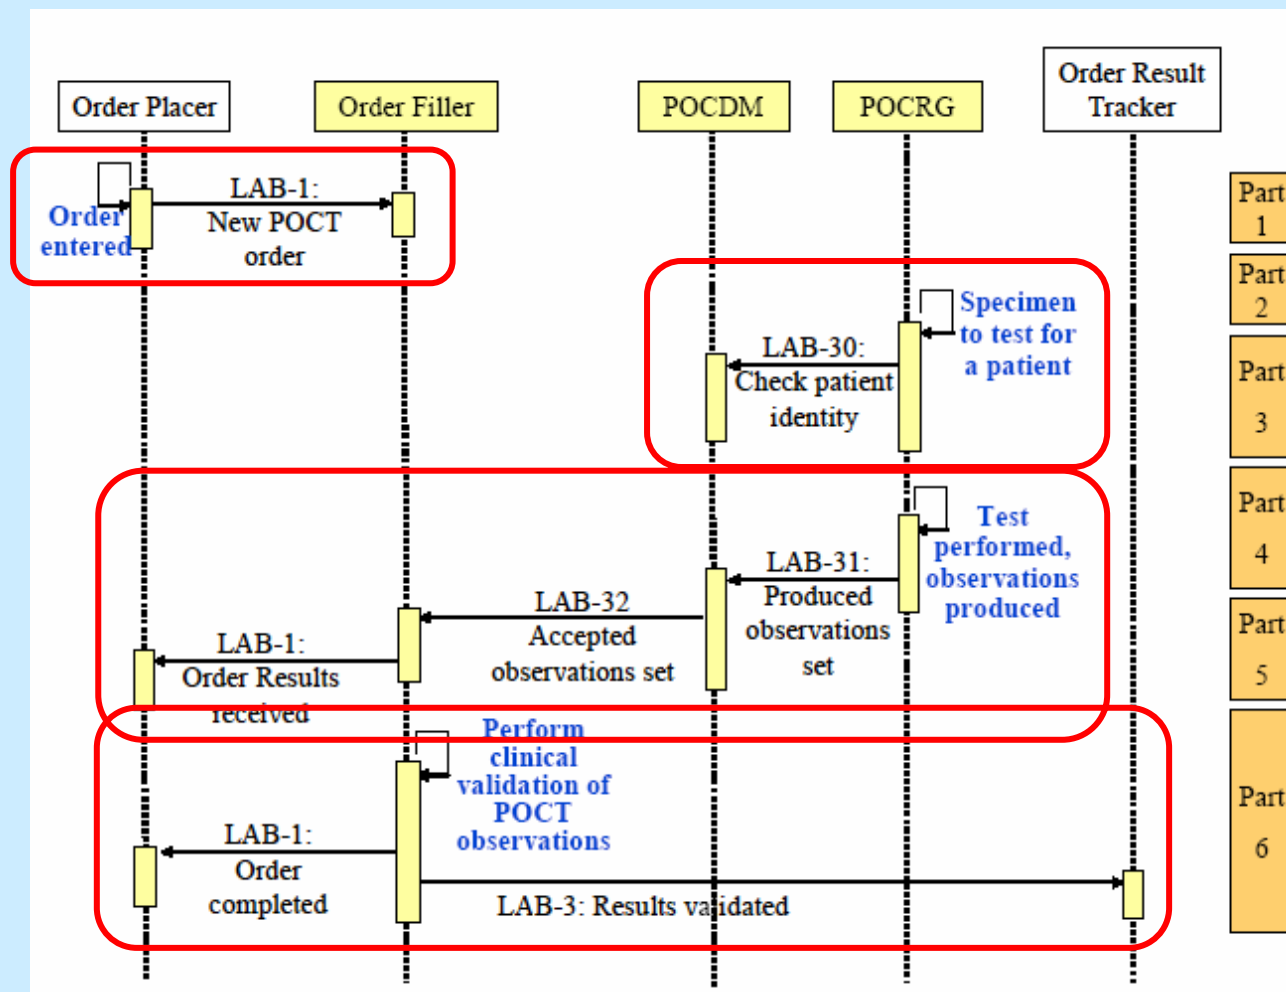 Order Placer
Order Filler
POCDM
POCRG
Order Result
Tracker
Order
entered
LAB-1:
New POCT
order
Part
1
Part
2
Specimen
to test for
a patient
LAB-30:
Check patient
identity
Part
3
Test
performed,
observations
produced
LAB-31:
Produced
observations
set
LAB-32
Accepted
observations set
LAB-1:
Order Results
received
Part
4
Part
5
Perform
clinical
validation of
POCT
observations
LAB-1:
Order
completed
LAB-3: Results validated
Part
6